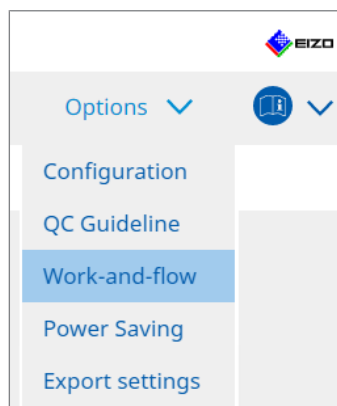 EIZO
Options
Configuration
QC Guideline
Work-and-flow
Power Saving
Export settings